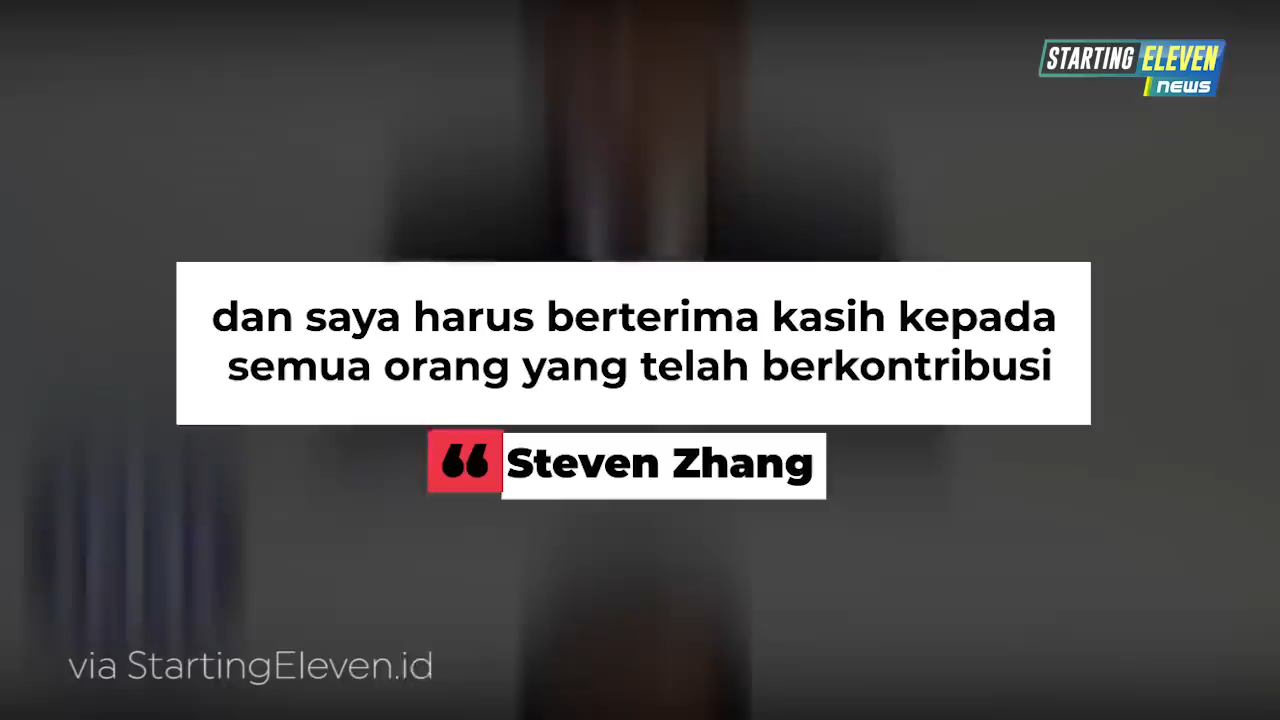 STARTING ELEVEN
news
dan saya harus berterima kasih kepada
semua orang yang telah berkontribusi
❝ Steven Zhang
via StartingEleven.id